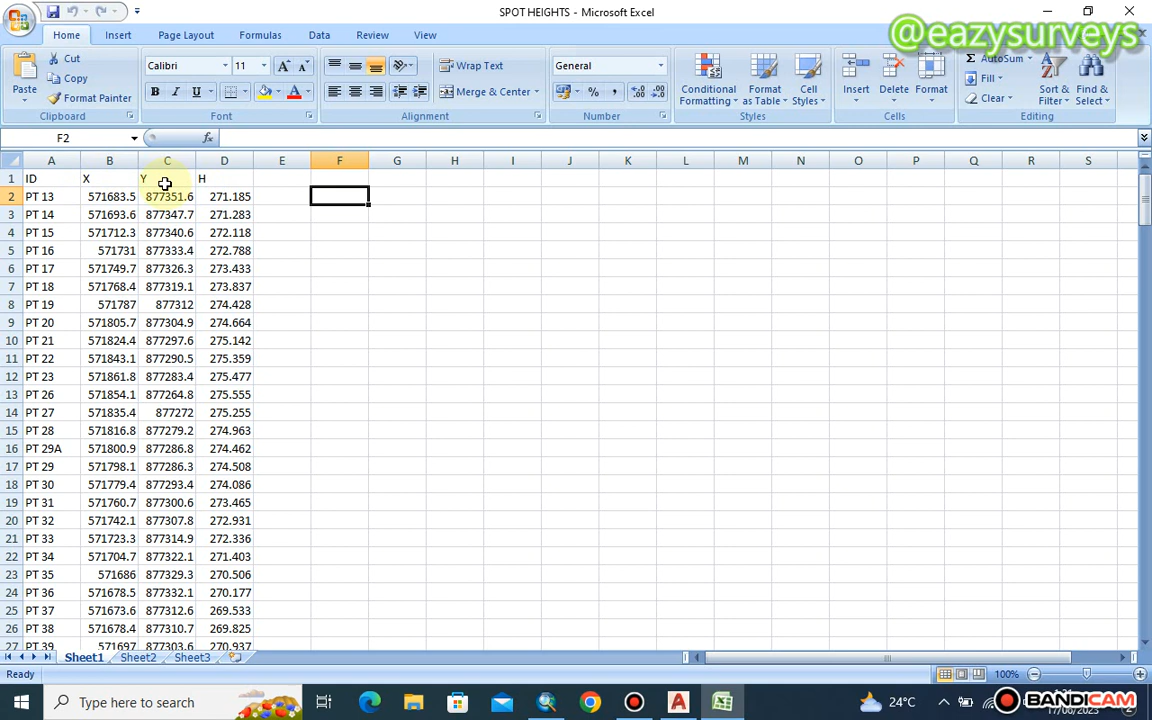 SPOT HEIGHTS - Microsoft Excel
@eazysurveys
Home Insert Page Layout Formulas Data Review View
Paste
Cut
Copy
Format Painter
Clipboard
Calibri 11
B I U
Font
Wrap Text
Merge & Center
Alignment
General
Number
Conditional Formatting
Format as Table
Cell Styles
Styles
Insert Delete Format
Cells
AutoSum
Fill
Clear
Sort & Filter
Find & Select
Editing
F2 fx
A B C D E F G H I J K L M N O P Q R S
1 ID X Y H
2 PT 13 571683.5 877351.6 271.185
3 PT 14 571693.6 877347.7 271.283
4 PT 15 571712.3 877340.6 272.118
5 PT 16 571731 877333.4 272.788
6 PT 17 571749.7 877326.3 273.433
7 PT 18 571768.4 877319.1 273.837
8 PT 19 571787 877312 274.428
9 PT 20 571805.7 877304.9 274.664
10 PT 21 571824.4 877297.6 275.142
11 PT 22 571843.1 877290.5 275.359
12 PT 23 571861.8 877283.4 275.477
13 PT 26 571854.1 877264.8 275.555
14 PT 27 571835.4 877272 275.255
15 PT 28 571816.8 877279.2 274.963
16 PT 29A 571800.9 877286.8 274.462
17 PT 29 571798.1 877286.3 274.508
18 PT 30 571779.4 877293.4 274.086
19 PT 31 571760.7 877300.6 273.465
20 PT 32 571742.1 877307.8 272.931
21 PT 33 571723.3 877314.9 272.336
22 PT 34 571704.7 877322.1 271.403
23 PT 35 571686 877329.3 270.506
24 PT 36 571678.5 877332.1 270.177
25 PT 37 571673.6 877312.6 269.533
26 PT 38 571678.4 877310.7 269.825
27 PT 39 571697 877303.6 270.937
Sheet1 Sheet2 Sheet3
Ready 100%
Type here to search
24°C
BANDICAM